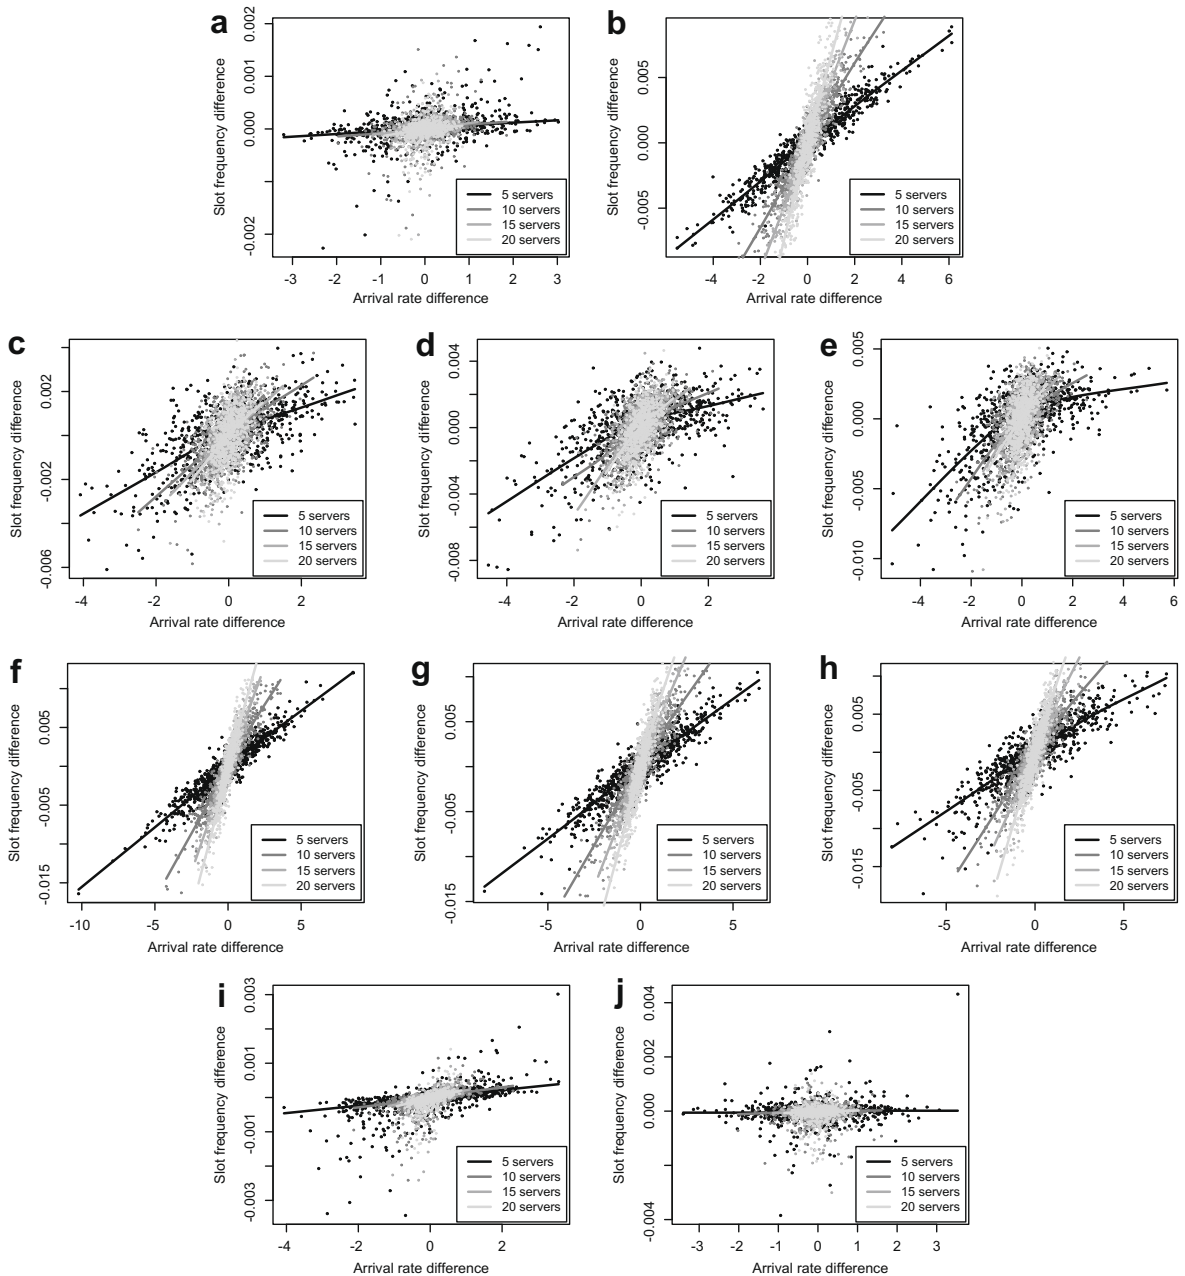 a
Slot frequency difference
0.002
0.001
0.000
-0.002
-3 -2 -1 0 1 2 3
Arrival rate difference
5 servers
10 servers
15 servers
20 servers
b
Slot frequency difference
0.005
0.000
-0.005
-4 -2 0 2 4 6
Arrival rate difference
5 servers
10 servers
15 servers
20 servers
c
Slot frequency difference
0.002
-0.002
-0.006
-4 -2 0 2
Arrival rate difference
5 servers
10 servers
15 servers
20 servers
d
Slot frequency difference
0.004
0.000
-0.004
-0.008
-4 -2 0 2
Arrival rate difference
5 servers
10 servers
15 servers
20 servers
e
Slot frequency difference
0.005
0.000
-0.005
-0.010
-4 -2 0 2 4 6
Arrival rate difference
5 servers
10 servers
15 servers
20 servers
f
Slot frequency difference
0.005
-0.005
-0.015
-10 -5 0 5
Arrival rate difference
5 servers
10 servers
15 servers
20 servers
g
Slot frequency difference
0.005
-0.005
-0.015
-5 0 5
Arrival rate difference
5 servers
10 servers
15 servers
20 servers
h
Slot frequency difference
0.005
-0.005
-0.015
-5 0 5
Arrival rate difference
5 servers
10 servers
15 servers
20 servers
i
Slot frequency difference
0.003
0.001
-0.001
-0.003
-4 -2 0 2
Arrival rate difference
5 servers
10 servers
15 servers
20 servers
j
Slot frequency difference
0.004
0.002
0.000
-0.004
-3 -2 -1 0 1 2 3
Arrival rate difference
5 servers
10 servers
15 servers
20 servers